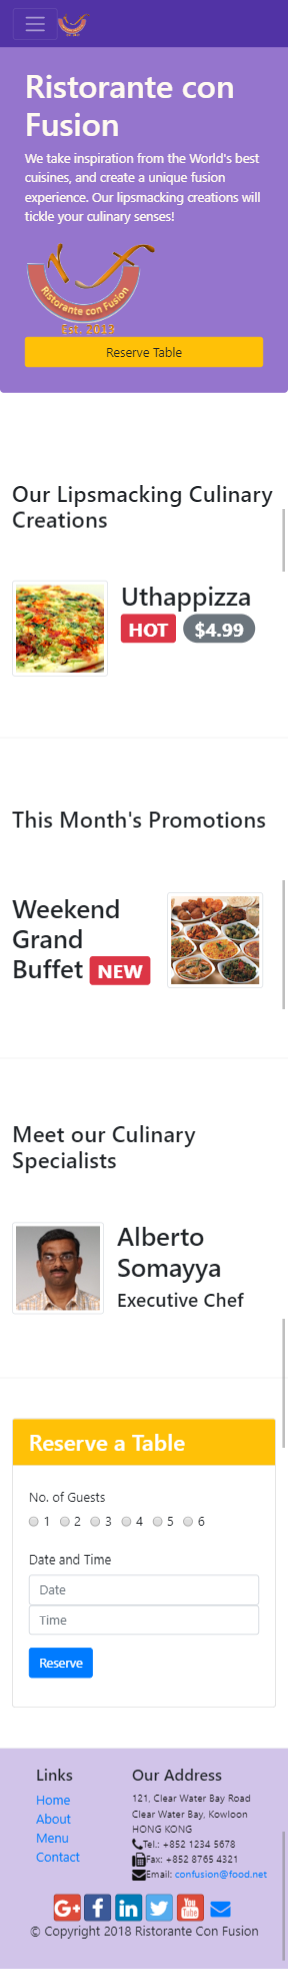 Ristorante con
Fusion
We take inspiration from the World's best
cuisines, and create a unique fusion
experience. Our lipsmacking creations will
tickle your culinary senses!
Ristorante con Fusion
Est. 2013
Reserve Table
Our Lipsmacking Culinary
Creations
Uthappizza
HOT $4.99
This Month's Promotions
Weekend
Grand
Buffet NEW
Meet our Culinary
Specialists
Alberto
Somayya
Executive Chef
Reserve a Table
No. of Guests
1 2 3 4 5 6
Date and Time
Date
Time
Reserve
Links
Home
About
Menu
Contact
Our Address
121, Clear Water Bay Road
Clear Water Bay, Kowloon
HONG KONG
Tel.: +852 1234 5678
Fax: +852 8765 4321
Email: confusion@food.net
G+ f in You Tube
© Copyright 2018 Ristorante Con Fusion